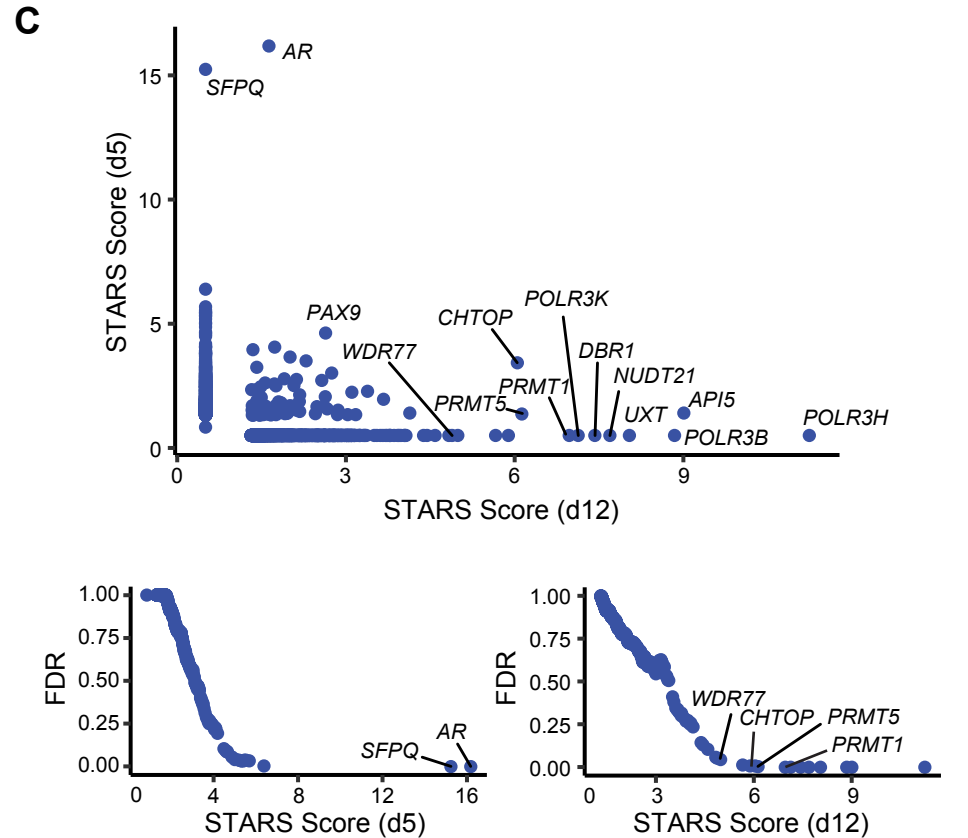 C
AR
SFPQ
15
10
5
0
STARS Score (d5)
PAX9
WDR77
CHTOP
POLR3K
DBR1
NUDT21
PRMT1
PRMT5
UXT
API5
POLR3B
POLR3H
0 3 6 9
STARS Score (d12)
1.00
0.75
0.50
0.25
0.00
FDR
SFPQ
AR
0 4 8 12 16
STARS Score (d5)
1.00
0.75
0.50
0.25
0.00
FDR
WDR77
CHTOP
PRMT5
PRMT1
0 3 6 9
STARS Score (d12)